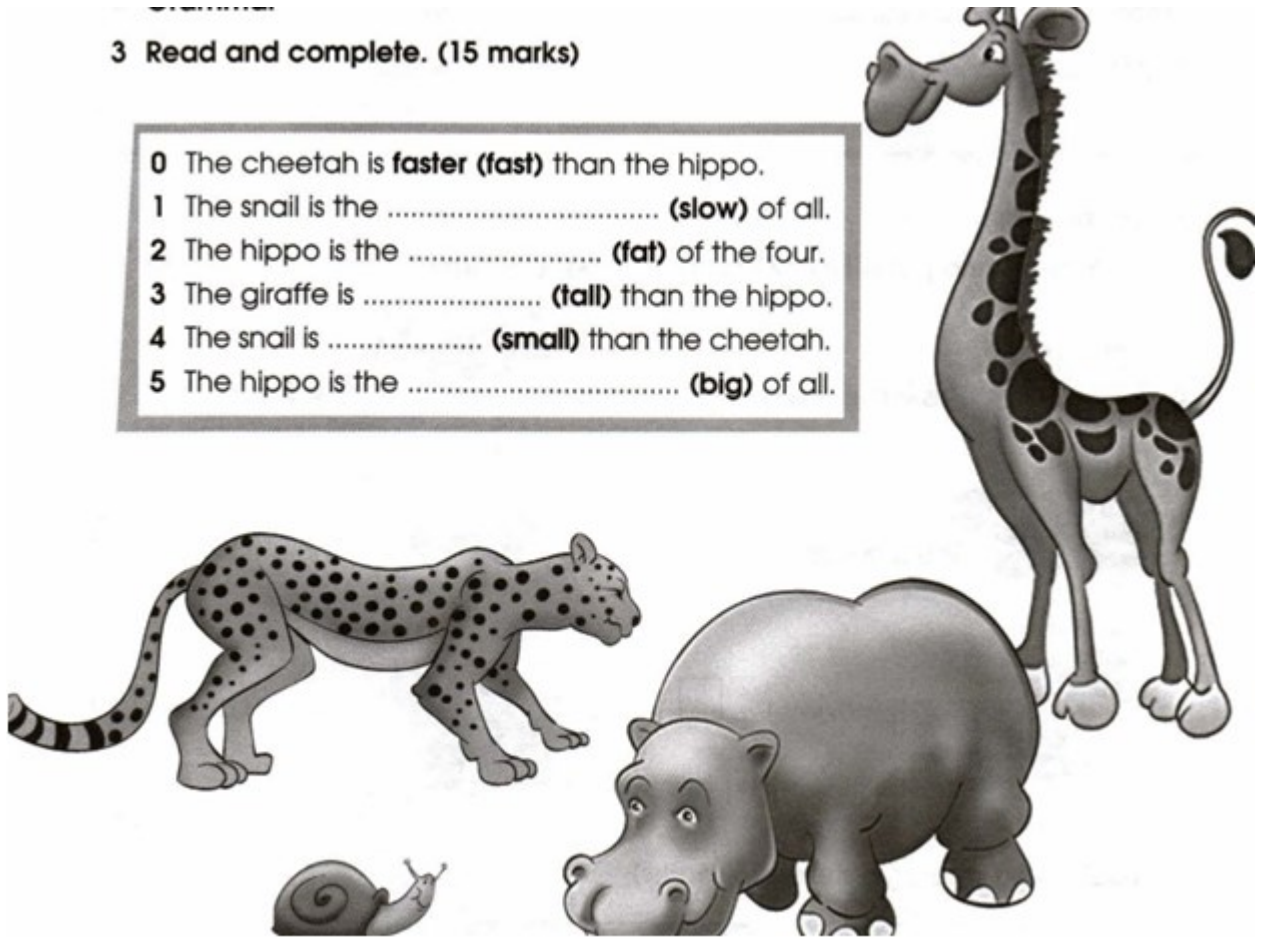 3 Read and complete. (15 marks)
0 The cheetah is faster (fast) than the hippo.
1 The snail is the ................................... (slow) of all.
2 The hippo is the ......................... (fat) of the four.
3 The giraffe is ....................... (tall) than the hippo.
4 The snail is .................... (small) than the cheetah.
5 The hippo is the ................................... (big) of all.